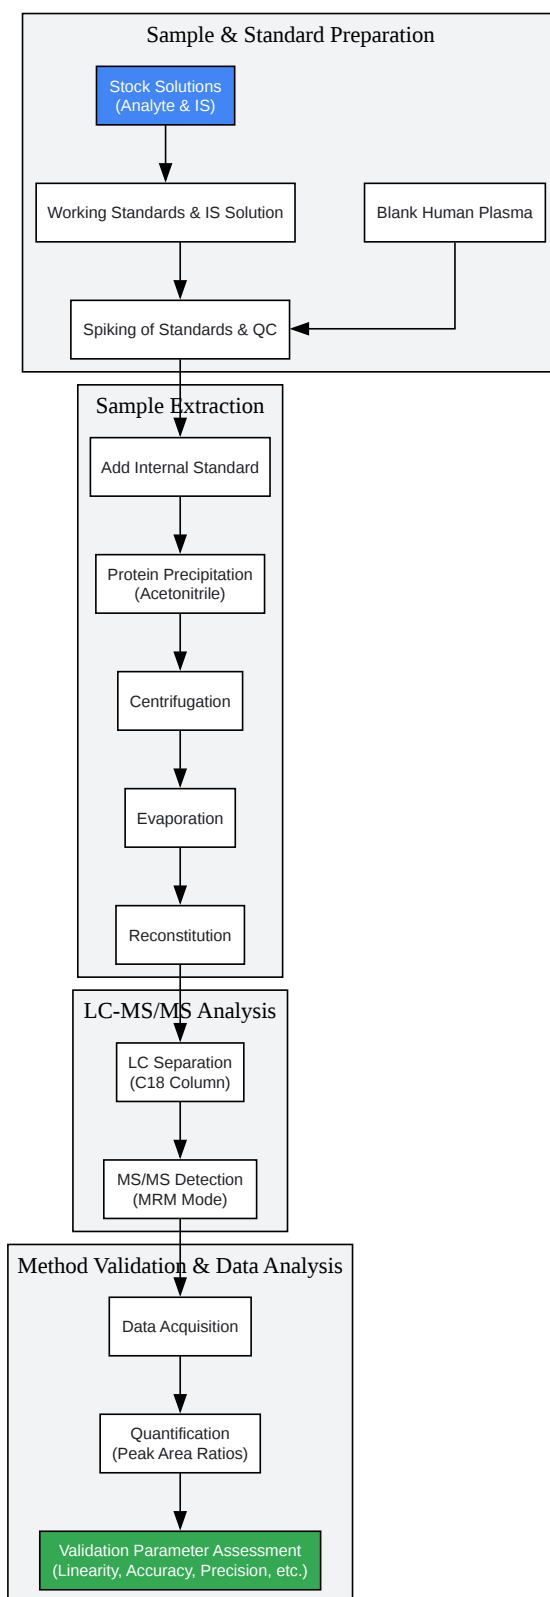 Sample & Standard Preparation
Stock Solutions
(Analyte & IS)
Working Standards & IS Solution
Blank Human Plasma
Spiking of Standards & QC
Sample Extraction
Add Internal Standard
Protein Precipitation
(Acetonitrile)
Centrifugation
Evaporation
Reconstitution
LC-MS/MS Analysis
LC Separation
(C18 Column)
MS/MS Detection
(MRM Mode)
Method Validation & Data Analysis
Data Acquisition
Quantification
(Peak Area Ratios)
Validation Parameter Assessment
(Linearity, Accuracy, Precision, etc.)